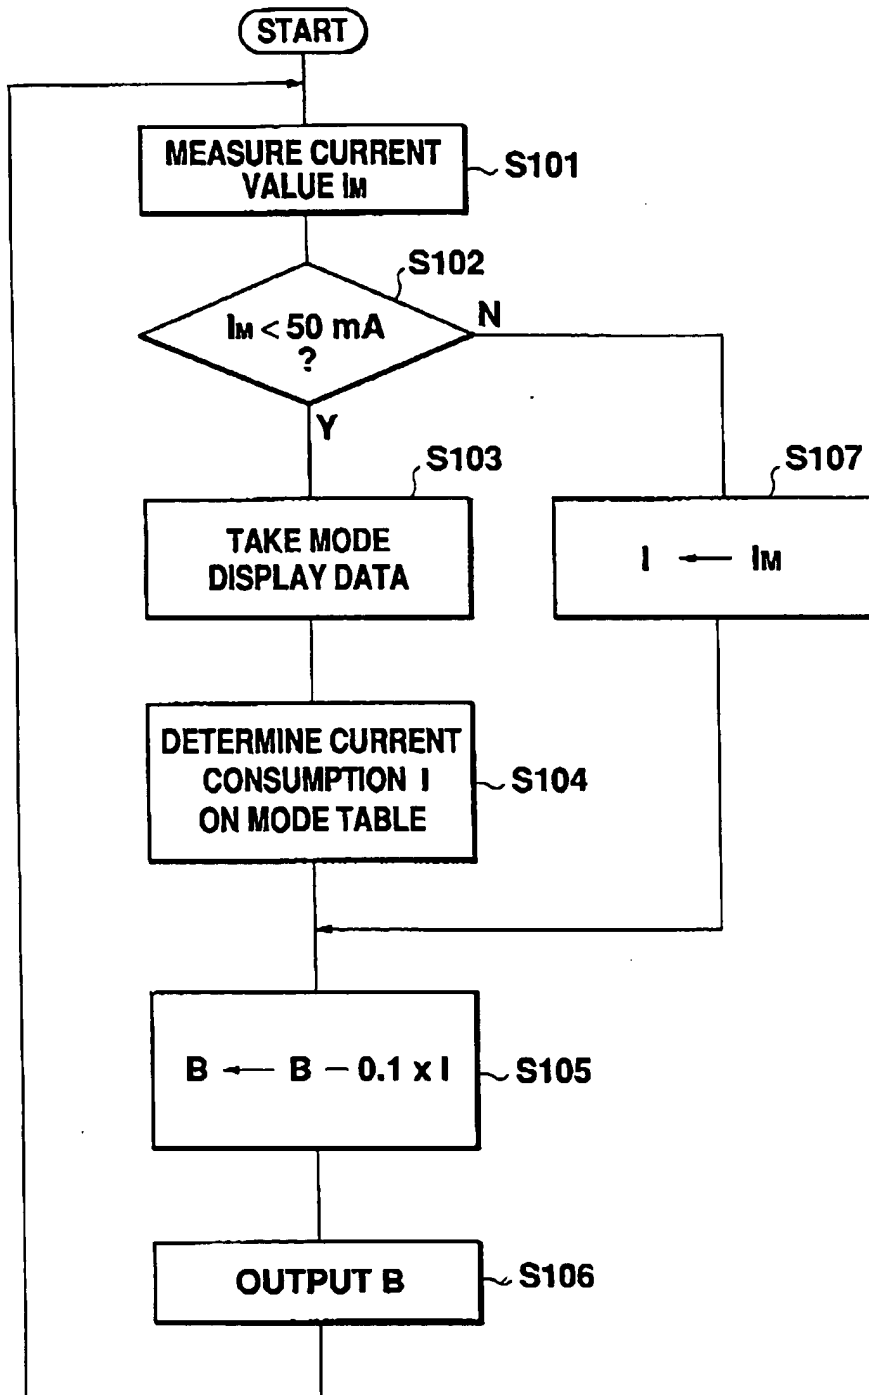 START
MEASURE CURRENT
VALUE IM
S101
S102
IM < 50 mA
?
N
Y
S103
S107
TAKE MODE
DISPLAY DATA
I ← IM
DETERMINE CURRENT
CONSUMPTION I
ON MODE TABLE
S104
B ← B − 0.1 x I
S105
OUTPUT B
S106